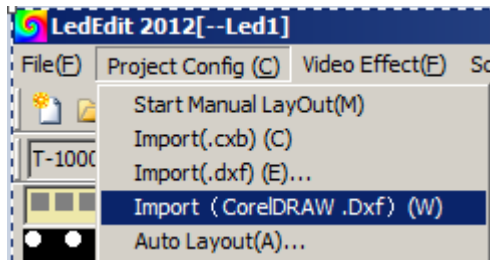 LedEdit 2012[--Led1]
File(F) Project Config (C) Video Effect(F) Sc
Start Manual LayOut(M)
T-1000 Import(.cxb) (C)
Import(.dxf) (E)...
Import（CorelDRAW .Dxf）(W)
Auto Layout(A)...